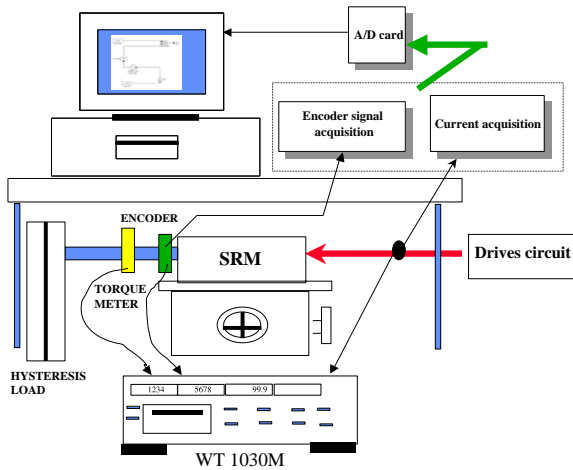 A/D card
Encoder signal
acquisition
Current acquisition
ENCODER
SRM
Drives circuit
TORQUE
METER
HYSTERESIS
LOAD
1234 5678 99.9
WT 1030M